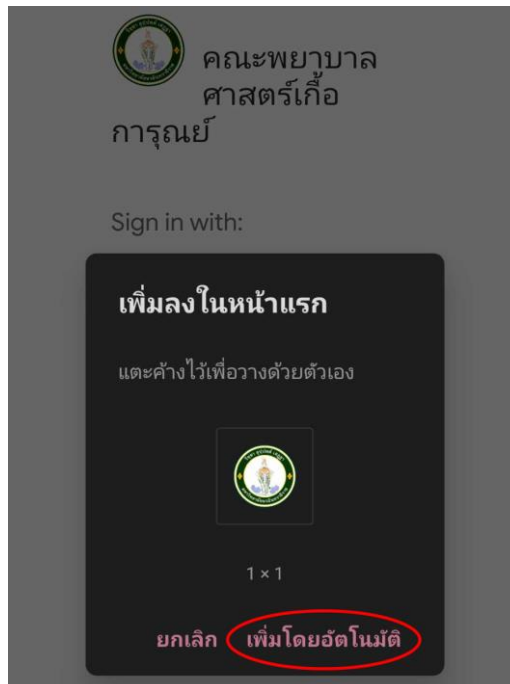 คณะพยาบาล
ศาสตร์เกื้อ
การุณย์
Sign in with:
เพิ่มลงในหน้าแรก
แตะค้างไว้เพื่อวางด้วยตัวเอง
1 × 1
ยกเลิก เพิ่มโดยอัตโนมัติ